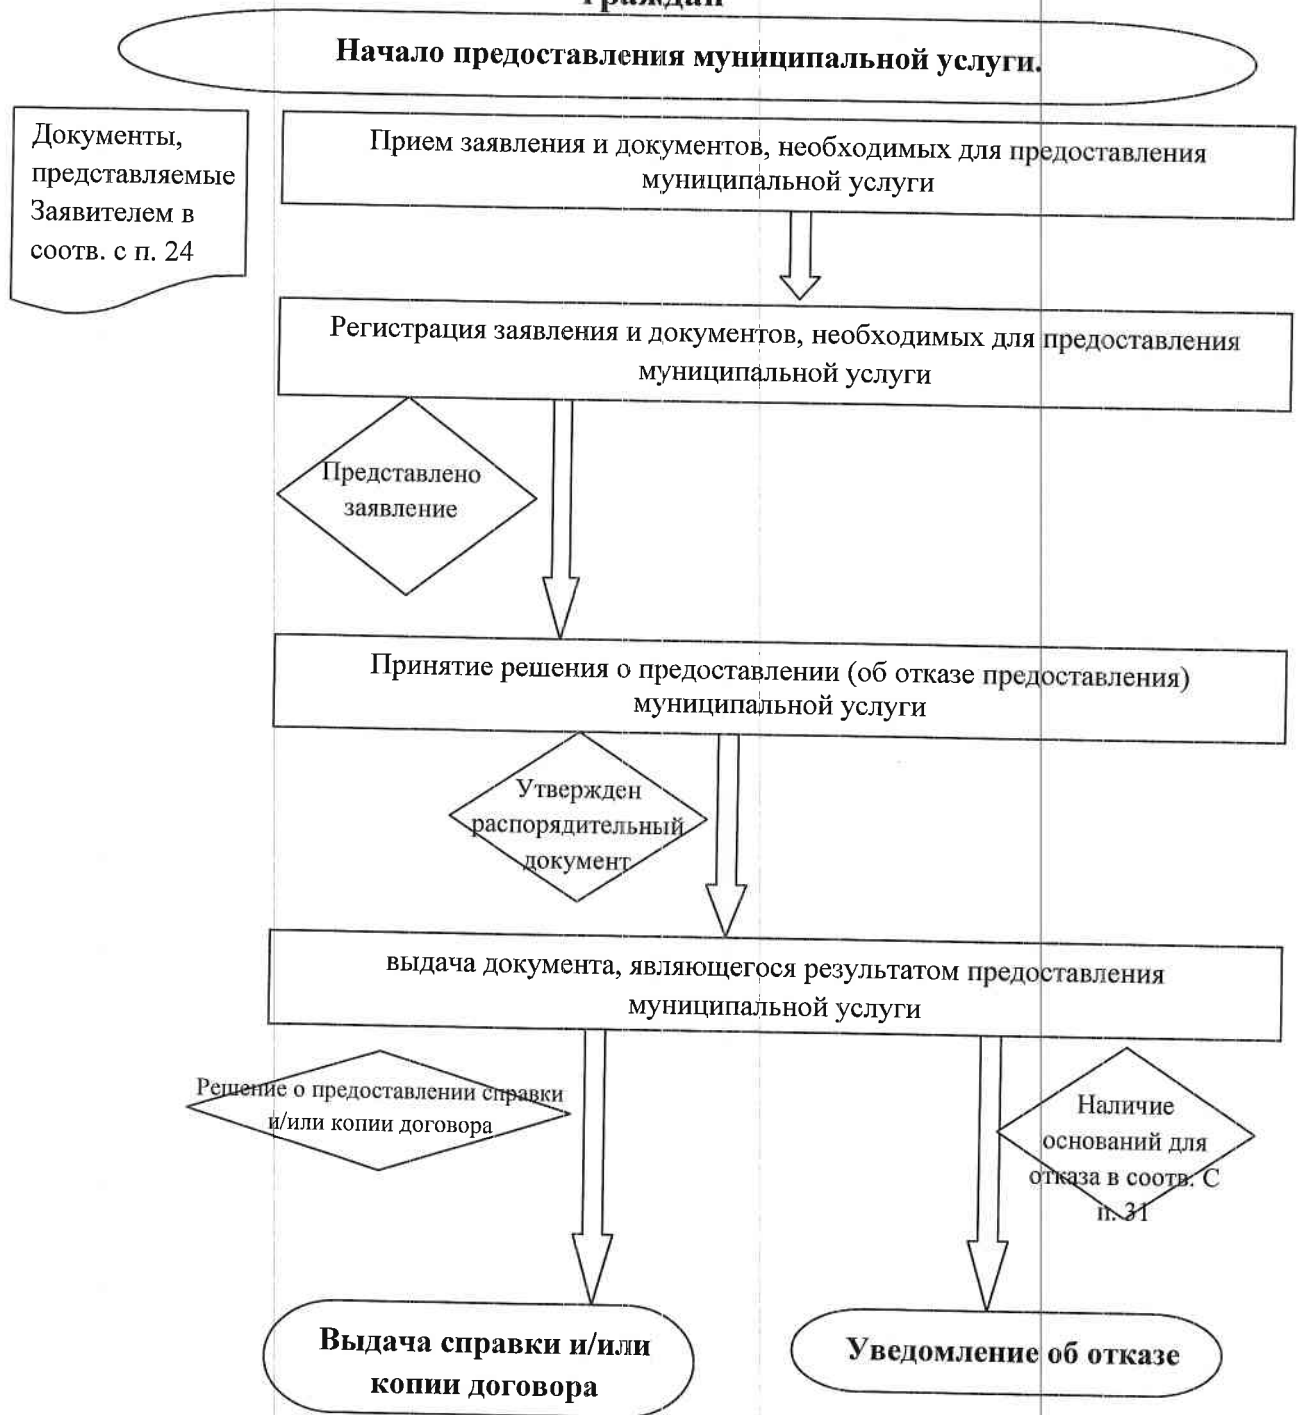 граждан
Начало предоставления муниципальной услуги.
Документы,
представляемые
Заявителем в
соотв. с п. 24
Прием заявления и документов, необходимых для предоставления
муниципальной услуги
Регистрация заявления и документов, необходимых для предоставления
муниципальной услуги
Представлено
заявление
Принятие решения о предоставлении (об отказе предоставления)
муниципальной услуги
Утвержден
распорядительный
документ
выдача документа, являющегося результатом предоставления
муниципальной услуги
Решение о предоставлении справки
и/или копии договора
Наличие
оснований для
отказа в соотв. С
п. 31
Выдача справки и/или
копии договора
Уведомление об отказе